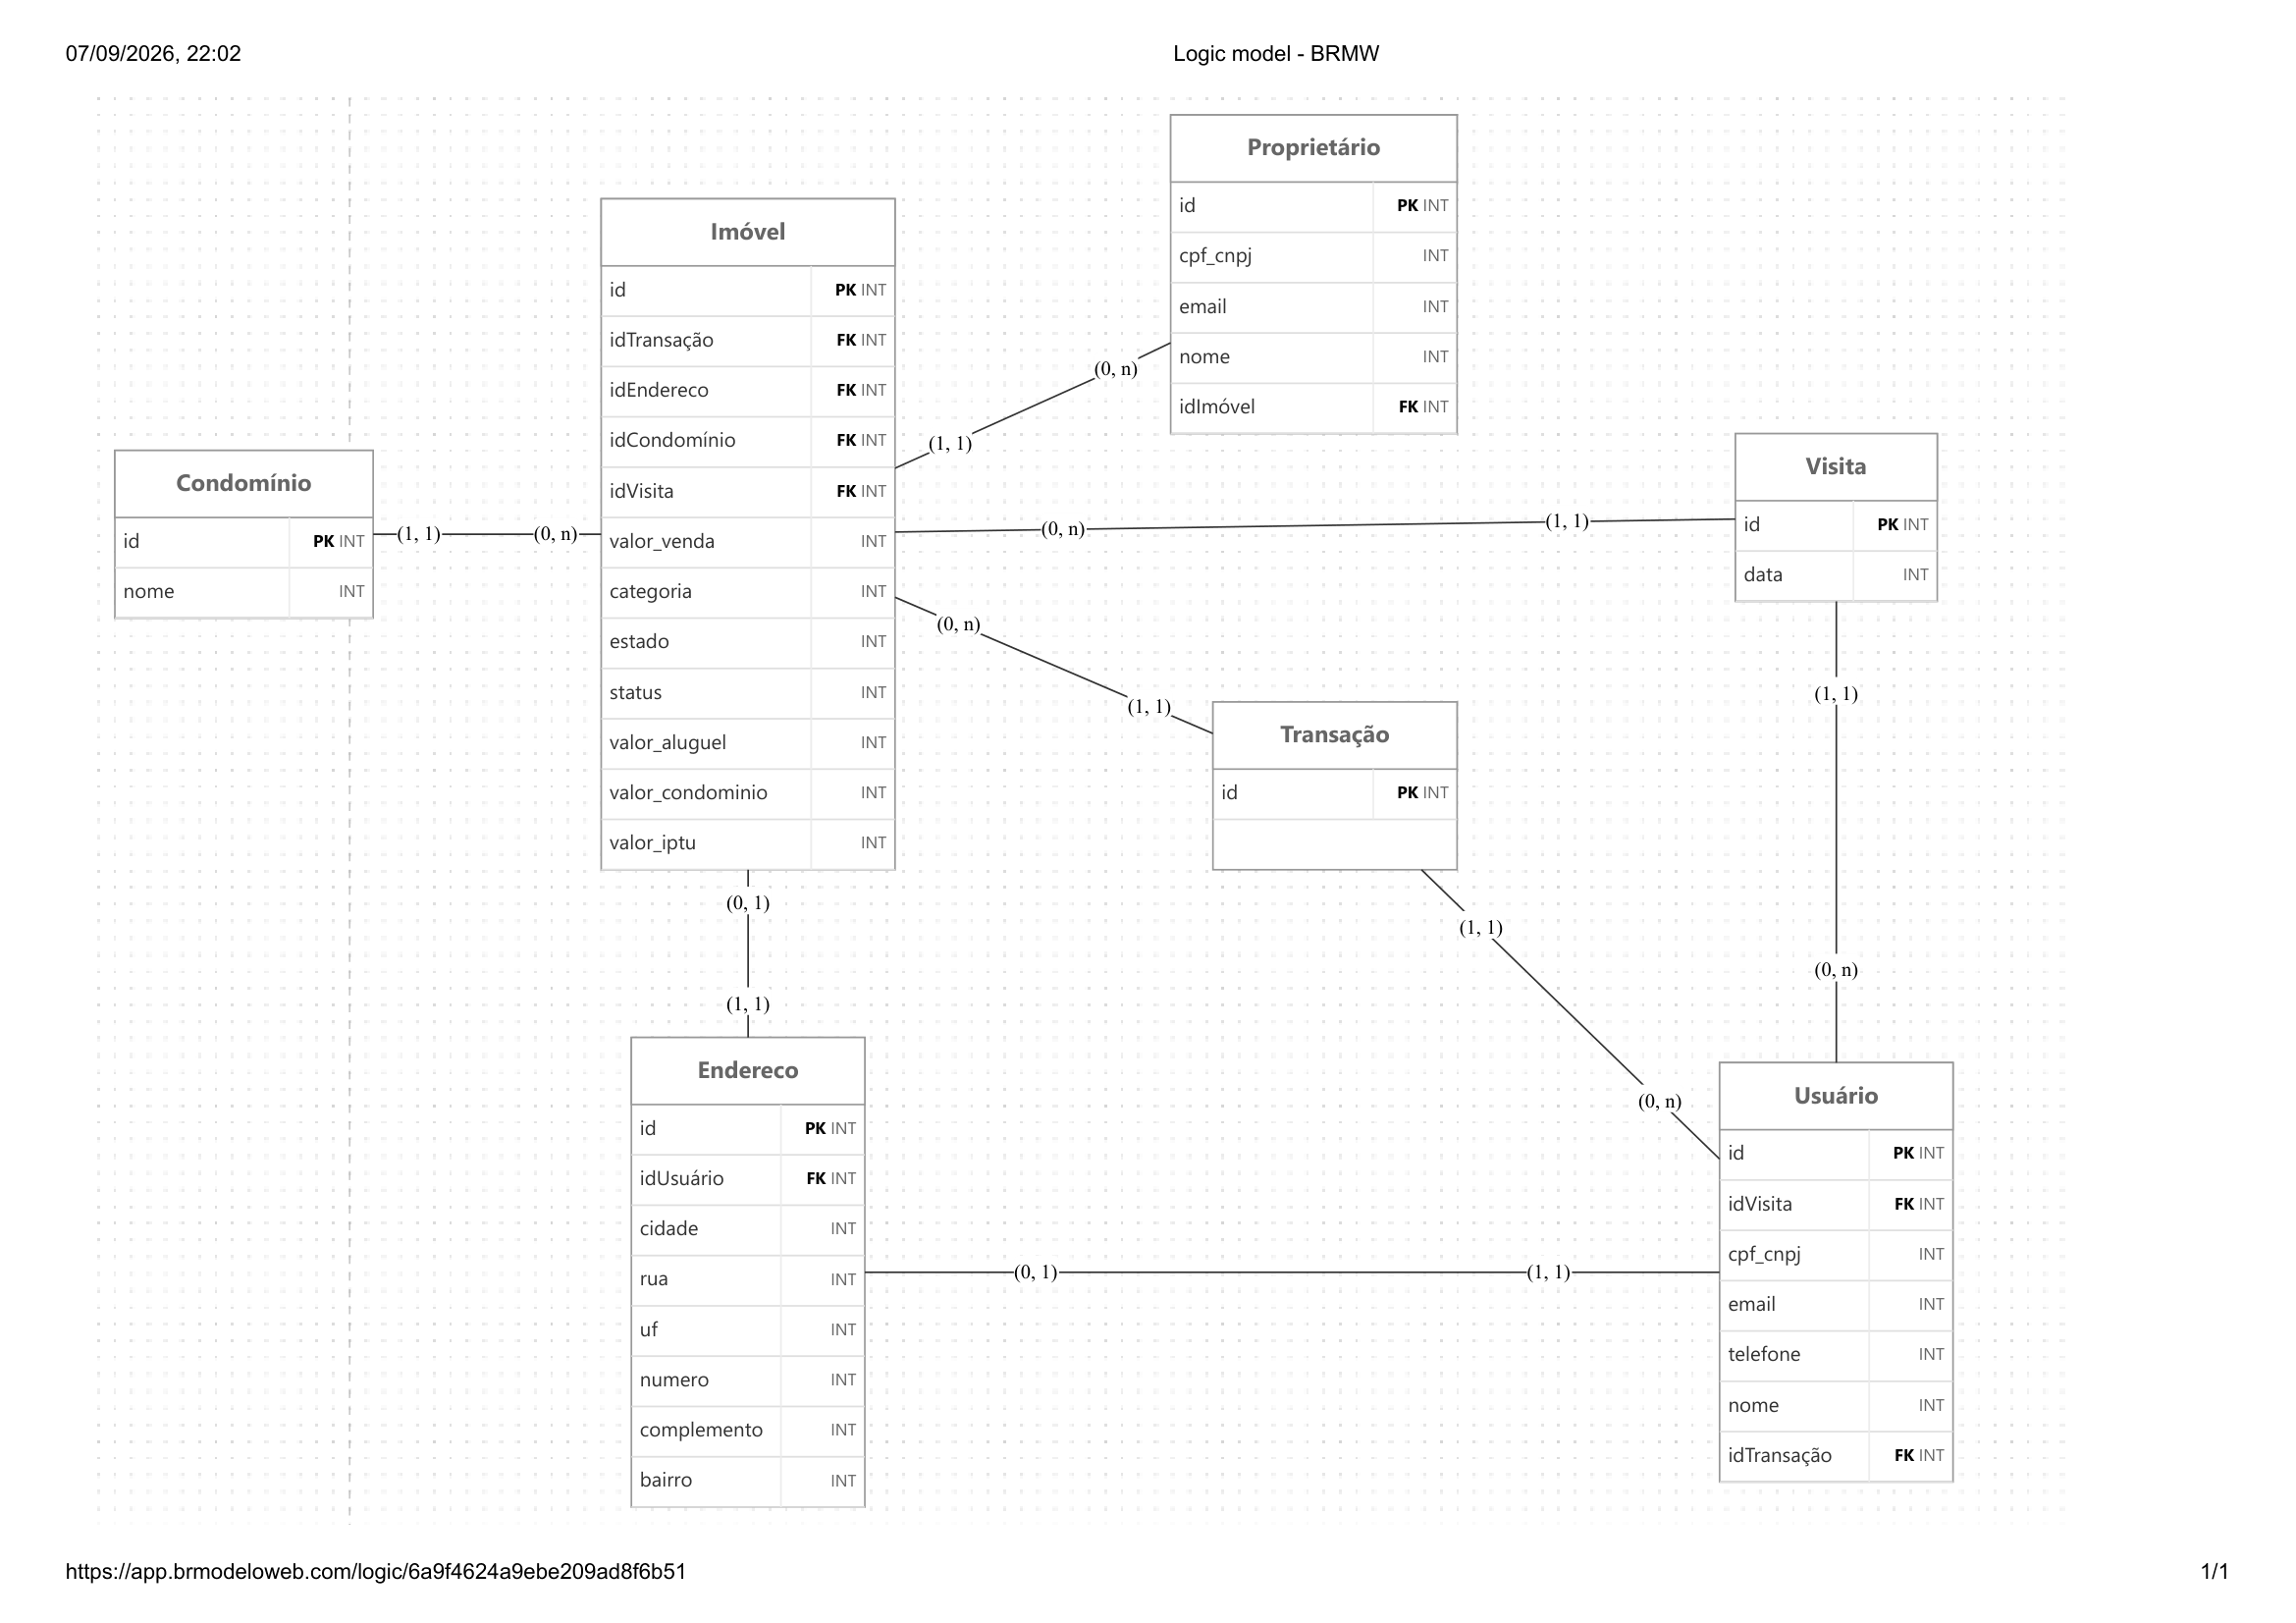 07/09/2026, 22:02
Logic model - BRMW
Proprietário
id PK INT
cpf_cnpj INT
email INT
nome INT
idImóvel FK INT
Imóvel
id PK INT
idTransação FK INT
idEndereco FK INT
idCondomínio FK INT
idVisita FK INT
valor_venda INT
categoria INT
estado INT
status INT
valor_aluguel INT
valor_condominio INT
valor_iptu INT
(0, n)
(1, 1)
Condomínio
id PK INT
nome INT
(1, 1)
(0, n)
Visita
id PK INT
data INT
(0, n)
(1, 1)
(0, n)
(1, 1)
Transação
id PK INT
(1, 1)
(0, n)
(1, 1)
(0, n)
(0, 1)
(1, 1)
Endereco
id PK INT
idUsuário FK INT
cidade INT
rua INT
uf INT
numero INT
complemento INT
bairro INT
(0, 1)
(1, 1)
Usuário
id PK INT
idVisita FK INT
cpf_cnpj INT
email INT
telefone INT
nome INT
idTransação FK INT
https://app.brmodeloweb.com/logic/6a9f4624a9ebe209ad8f6b51
1/1